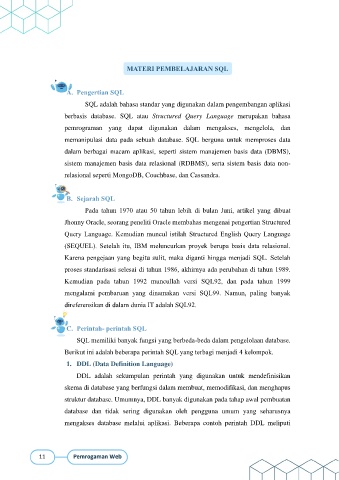 MATERI PEMBELAJARAN SQL
A. Pengertian SQL
SQL adalah bahasa standar yang digunakan dalam pengembangan aplikasi
berbasis database. SQL atau Structured Query Language merupakan bahasa
pemrograman yang dapat digunakan dalam mengakses, mengelola, dan
memanipulasi data pada sebuah database. SQL berguna untuk memproses data
dalam berbagai macam aplikasi, seperti sistem manajemen basis data (DBMS),
sistem manajemen basis data relasional (RDBMS), serta sistem basis data non-
relasional seperti MongoDB, Couchbase, dan Cassandra.
B. Sejarah SQL
Pada tahun 1970 atau 50 tahun lebih di bulan Juni, artikel yang dibuat
Jhonny Oracle, seorang peneliti Oracle membahas mengenai pengertian Structured
Query Language. Kemudian muncul istilah Structured English Query Language
(SEQUEL). Setelah itu, IBM meluncurkan proyek berupa basis data relasional.
Karena pengejaan yang begitu sulit, maka diganti hingga menjadi SQL. Setelah
proses standarisasi selesai di tahun 1986, akhirnya ada perubahan di tahun 1989.
Kemudian pada tahun 1992 muncullah versi SQL92, dan pada tahun 1999
mengalami pembaruan yang dinamakan versi SQL99. Namun, paling banyak
direferensikan di dalam dunia IT adalah SQL92.
C. Perintah- perintah SQL
SQL memiliki banyak fungsi yang berbeda-beda dalam pengelolaan database.
Berikut ini adalah beberapa perintah SQL yang terbagi menjadi 4 kelompok.
1. DDL (Data Definition Language)
DDL adalah sekumpulan perintah yang digunakan untuk mendefinisikan
skema di database yang berfungsi dalam membuat, memodifikasi, dan menghapus
struktur database. Umumnya, DDL banyak digunakan pada tahap awal pembuatan
database dan tidak sering digunakan oleh pengguna umum yang seharusnya
mengakses database melalui aplikasi. Beberapa contoh perintah DDL meliputi
11 Pemrogaman Web